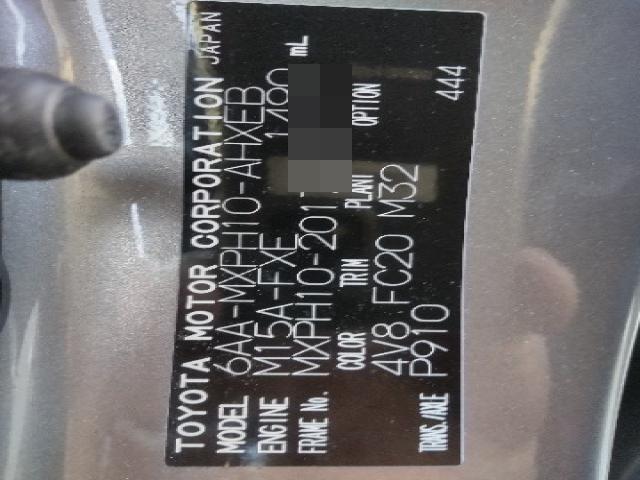 TOYOTA MOTOR CORPORATION JAPAN
MODEL 6AA-MXPH10-AHXEB
ENGINE M15A-FXE 1490 mL
FRAME No. MXPH10-201
COLOR TRIM PLANT OPTION
4V8 FC20 M32
TRANS./AXLE P910 444